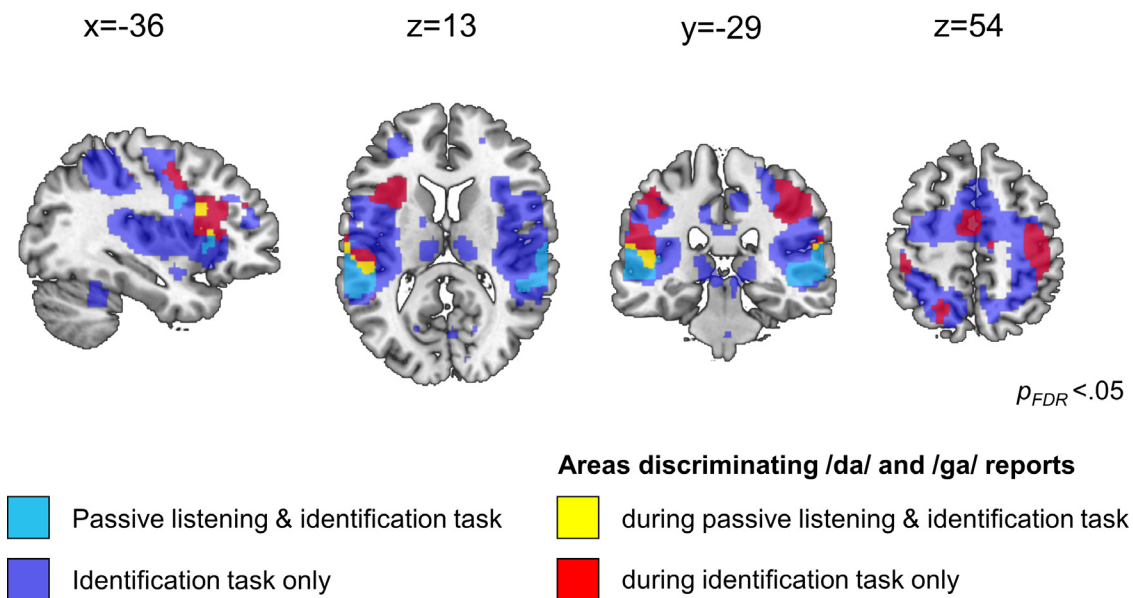 x=-36 z=13 y=-29 z=54
p_FDR <.05
Areas discriminating /da/ and /ga/ reports
Passive listening & identification task
during passive listening & identification task
Identification task only
during identification task only